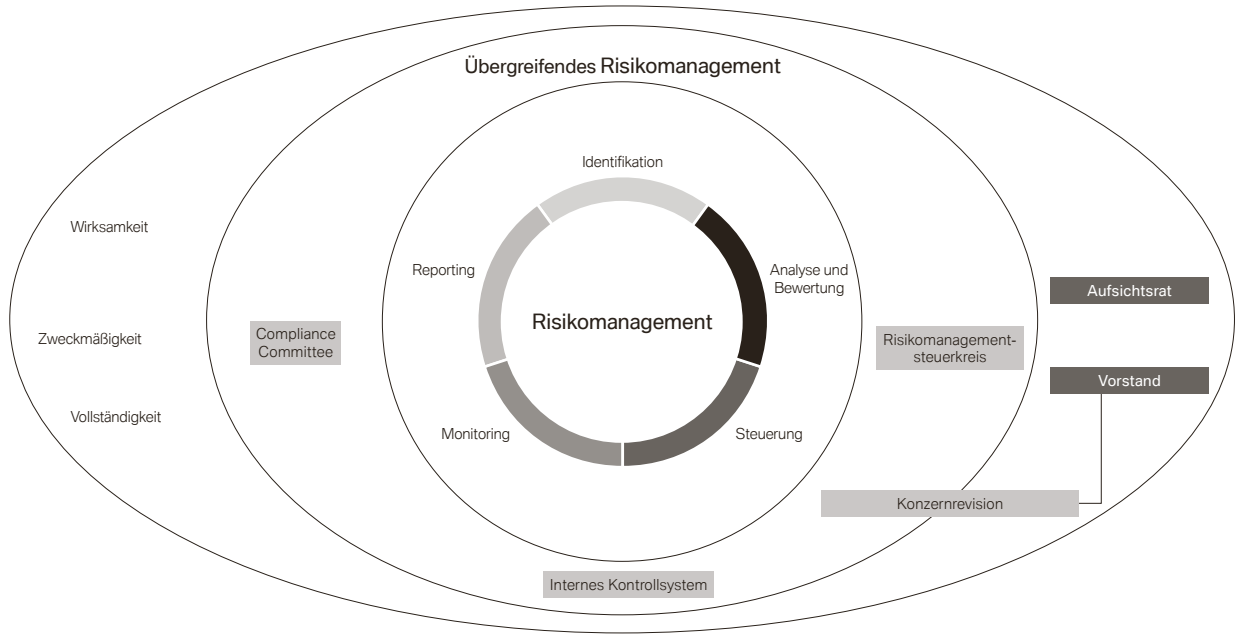 Übergreifendes Risikomanagement
Identifikation
Wirksamkeit
Reporting
Analyse und
Bewertung
Aufsichtsrat
Risikomanagement
Compliance
Committee
Zweckmäßigkeit
Risikomanagement-
steuerkreis
Vorstand
Vollständigkeit
Monitoring
Steuerung
Konzernrevision
Internes Kontrollsystem